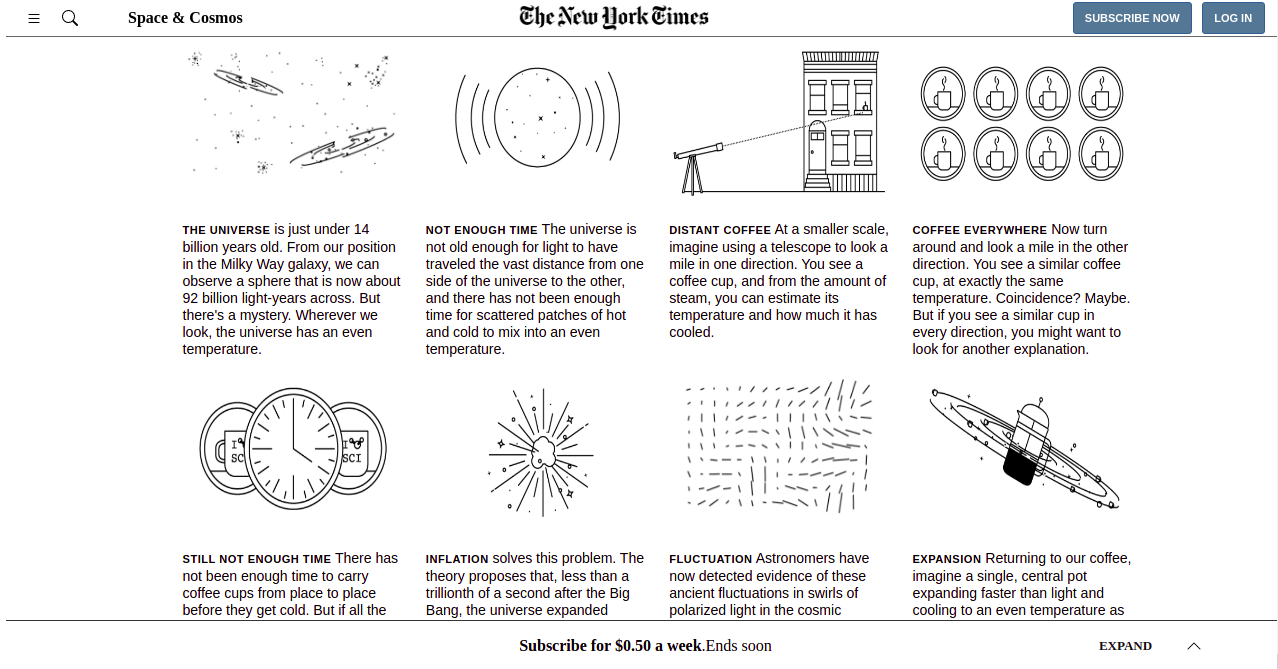 Space & Cosmos
The New York Times
SUBSCRIBE NOW
LOG IN
THE UNIVERSE is just under 14
billion years old. From our position
in the Milky Way galaxy, we can
observe a sphere that is now about
92 billion light-years across. But
there's a mystery. Wherever we
look, the universe has an even
temperature.
NOT ENOUGH TIME The universe is
not old enough for light to have
traveled the vast distance from one
side of the universe to the other,
and there has not been enough
time for scattered patches of hot
and cold to mix into an even
temperature.
DISTANT COFFEE At a smaller scale,
imagine using a telescope to look a
mile in one direction. You see a
coffee cup, and from the amount of
steam, you can estimate its
temperature and how much it has
cooled.
COFFEE EVERYWHERE Now turn
around and look a mile in the other
direction. You see a similar coffee
cup, at exactly the same
temperature. Coincidence? Maybe.
But if you see a similar cup in
every direction, you might want to
look for another explanation.
I
SCI
I
SCI
STILL NOT ENOUGH TIME There has
not been enough time to carry
coffee cups from place to place
before they get cold. But if all the
INFLATION solves this problem. The
theory proposes that, less than a
trillionth of a second after the Big
Bang, the universe expanded
FLUCTUATION Astronomers have
now detected evidence of these
ancient fluctuations in swirls of
polarized light in the cosmic
EXPANSION Returning to our coffee,
imagine a single, central pot
expanding faster than light and
cooling to an even temperature as
Subscribe for $0.50 a week.Ends soon
EXPAND